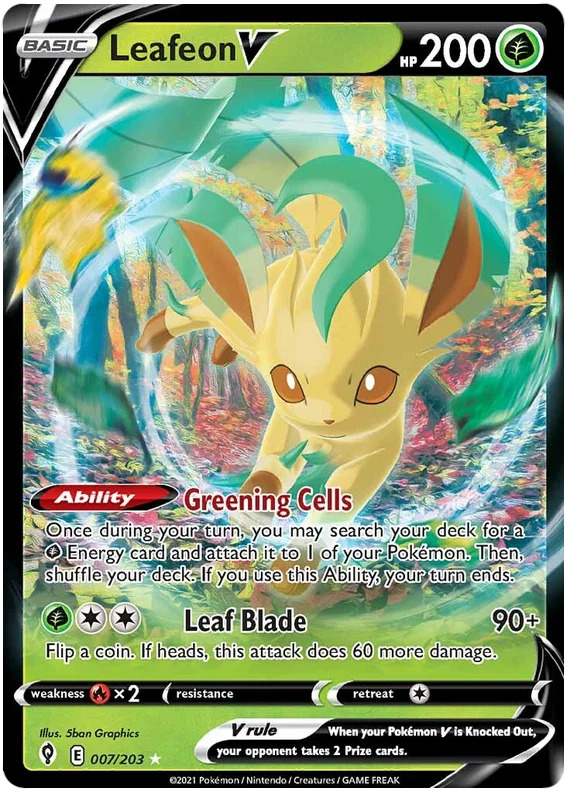 BASIC Leafeon V HP 200
Ability Greening Cells
Once during your turn, you may search your deck for a
Energy card and attach it to 1 of your Pokémon. Then,
shuffle your deck. If you use this Ability, your turn ends.
Leaf Blade 90+
Flip a coin. If heads, this attack does 60 more damage.
weakness ×2 resistance retreat
Illus. 5ban Graphics
V rule When your Pokémon V is Knocked Out,
your opponent takes 2 Prize cards.
E 007/203 ★
©2021 Pokémon / Nintendo / Creatures / GAME FREAK